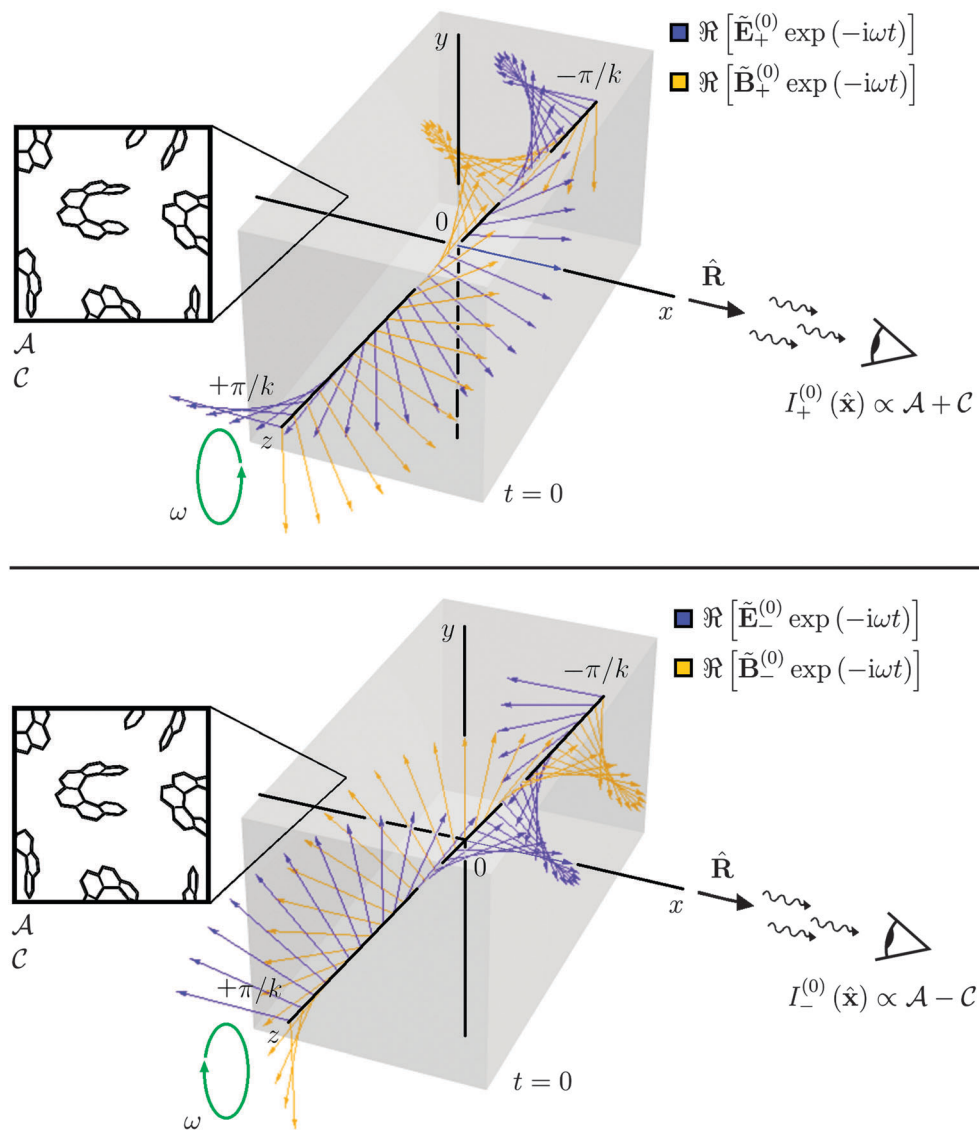 y
−π/k
ℜ [Ẽ₊⁽⁰⁾ exp (−iωt)]
ℜ [B̃₊⁽⁰⁾ exp (−iωt)]
0
R̂
x
𝒜
𝒞
+π/k
z
I₊⁽⁰⁾ (x̂) ∝ 𝒜 + 𝒞
ω
t = 0
y
−π/k
ℜ [Ẽ₋⁽⁰⁾ exp (−iωt)]
ℜ [B̃₋⁽⁰⁾ exp (−iωt)]
0
R̂
x
𝒜
𝒞
+π/k
z
I₋⁽⁰⁾ (x̂) ∝ 𝒜 − 𝒞
ω
t = 0